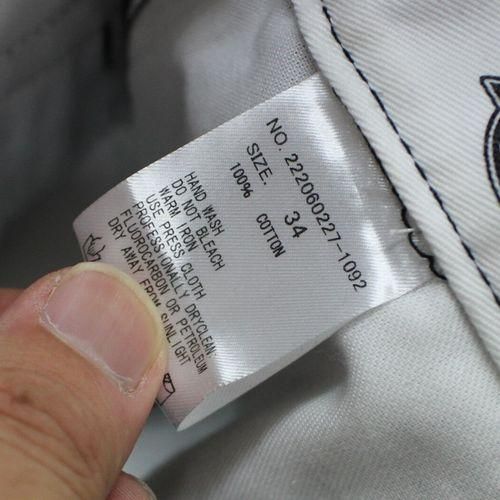 NO. 222060227-1092
SIZE. 34
100% COTTON
HAND WASH
DO NOT BLEACH
WARM IRON
USE PRESS CLOTH
PROFESSIONALLY DRYCLEAN
FLUOROCARBON OR PETROLEUM
DRY AWAY FROM SUNLIGHT